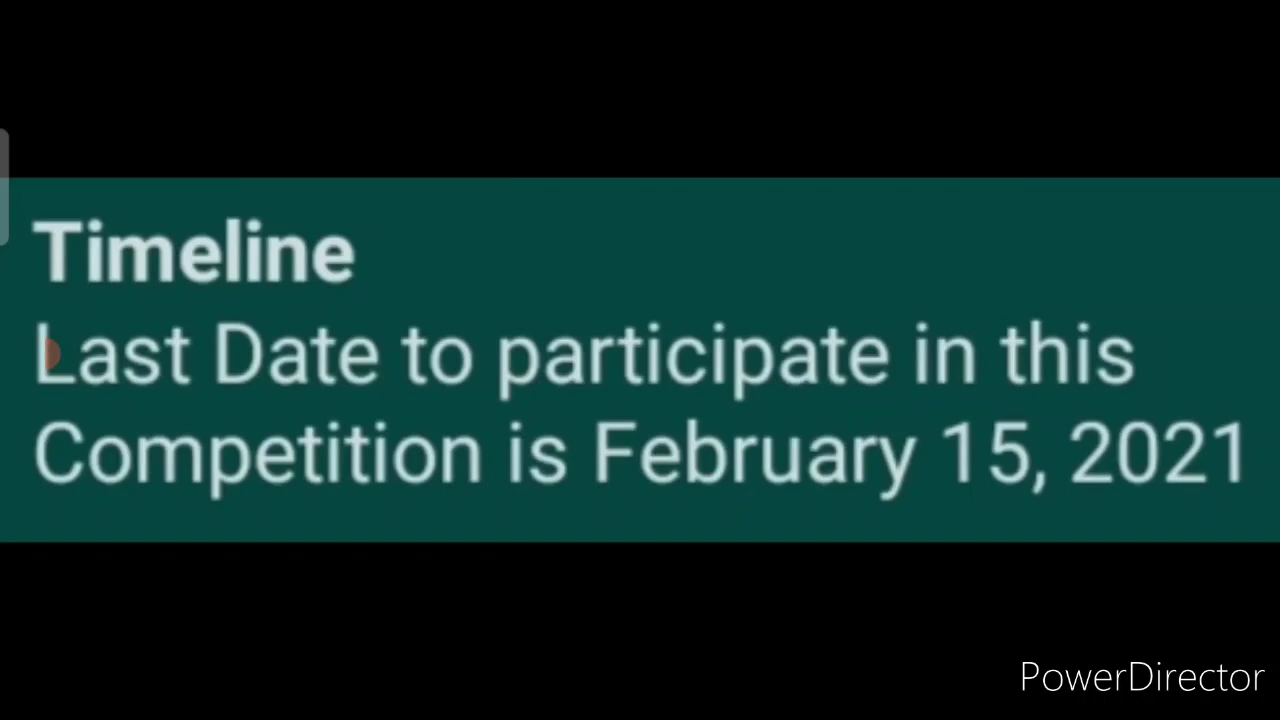 Timeline
Last Date to participate in this
Competition is February 15, 2021
PowerDirector